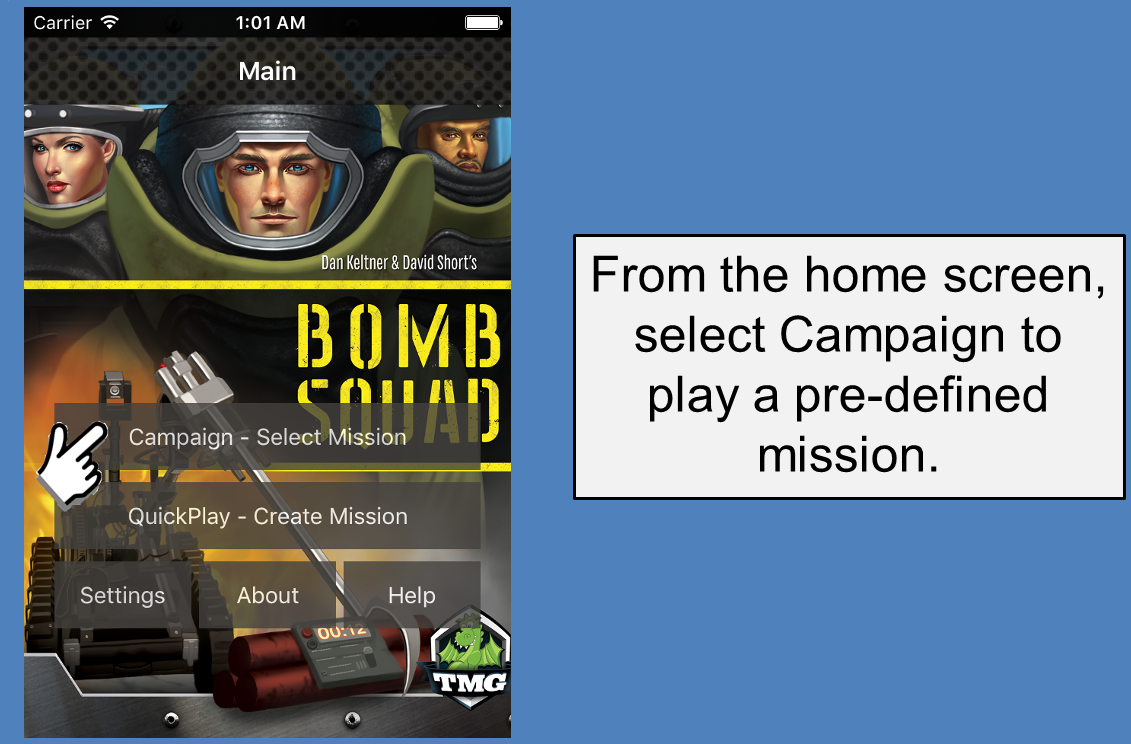 Carrier 1:01 AM
Main
Dan Keltner & David Short's
BOMB
SQUAD
Campaign - Select Mission
QuickPlay - Create Mission
Settings About Help
00:12
TMG
From the home screen,
select Campaign to
play a pre-defined
mission.